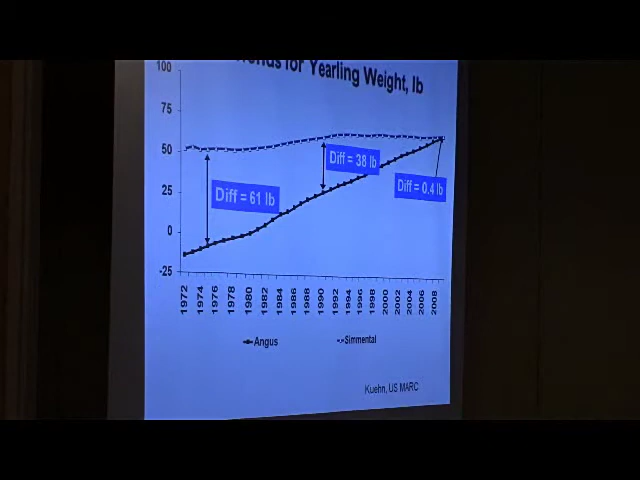 for Yearling Weight, lb
100
75
50
25
0
-25
Diff = 61 lb
Diff = 38 lb
Diff = 0.4 lb
1972 1974 1976 1978 1980 1982 1984 1986 1988 1990 1992 1994 1996 1998 2000 2002 2004 2006 2008
Angus Simmental
Kuehn, US MARC